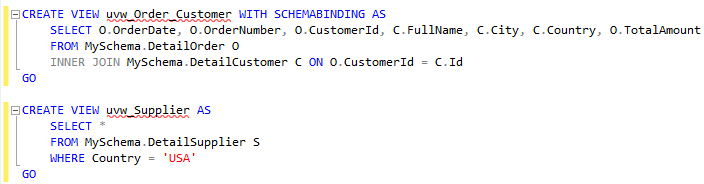 CREATE VIEW uvw_Order_Customer WITH SCHEMABINDING AS
SELECT O.OrderDate, O.OrderNumber, O.CustomerId, C.FullName, C.City, C.Country, O.TotalAmount
FROM MySchema.DetailOrder O
INNER JOIN MySchema.DetailCustomer C ON O.CustomerId = C.Id
GO
CREATE VIEW uvw_Supplier AS
SELECT *
FROM MySchema.DetailSupplier S
WHERE Country = 'USA'
GO